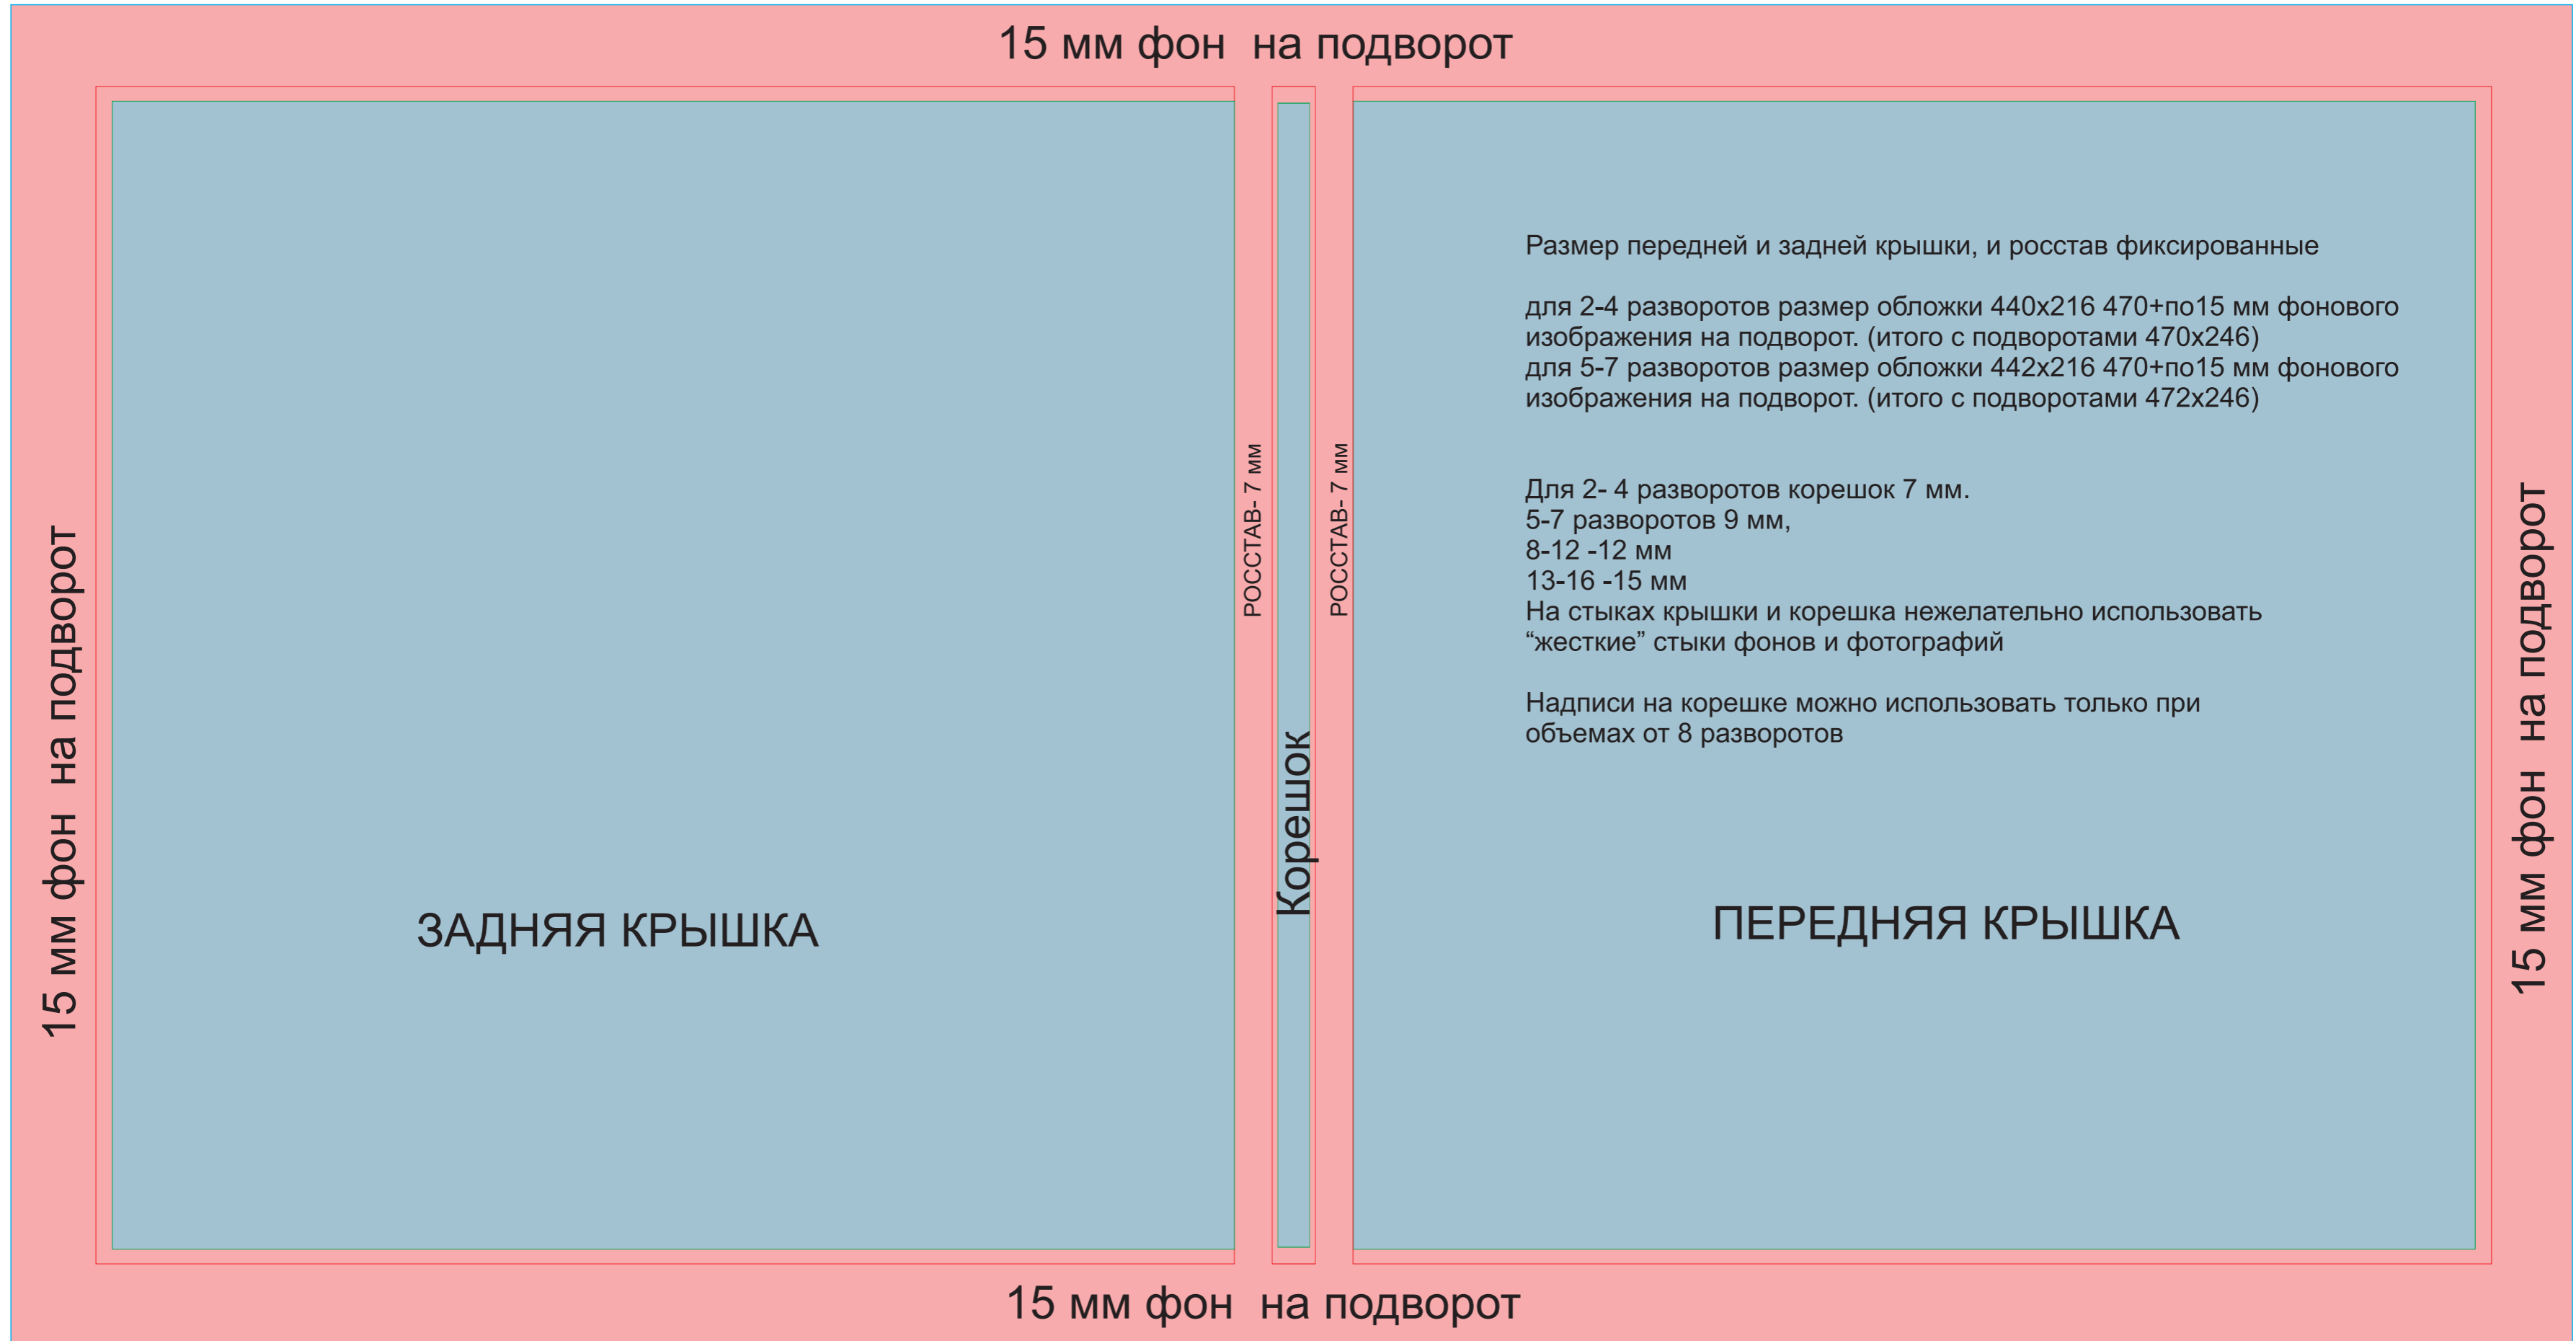 15 мм фон  на подворот
Размер передней и задней крышки, и росстав фиксированные
для 2-4 разворотов размер обложки 440х216 470+по15 мм фонового
изображения на подворот. (итого с подворотами 470х246)
для 5-7 разворотов размер обложки 442х216 470+по15 мм фонового
изображения на подворот. (итого с подворотами 472х246)
РОССТАВ- 7 мм
РОССТАВ- 7 мм
Для 2- 4 разворотов корешок 7 мм.
5-7 разворотов 9 мм,
8-12 -12 мм
13-16 -15 мм
На стыках крышки и корешка нежелательно использовать
“жесткие” стыки фонов и фотографий
Надписи на корешке можно использовать только при
объемах от 8 разворотов
15 мм фон  на подворот
Корешок
15 мм фон  на подворот
ЗАДНЯЯ КРЫШКА
ПЕРЕДНЯЯ КРЫШКА
15 мм фон  на подворот